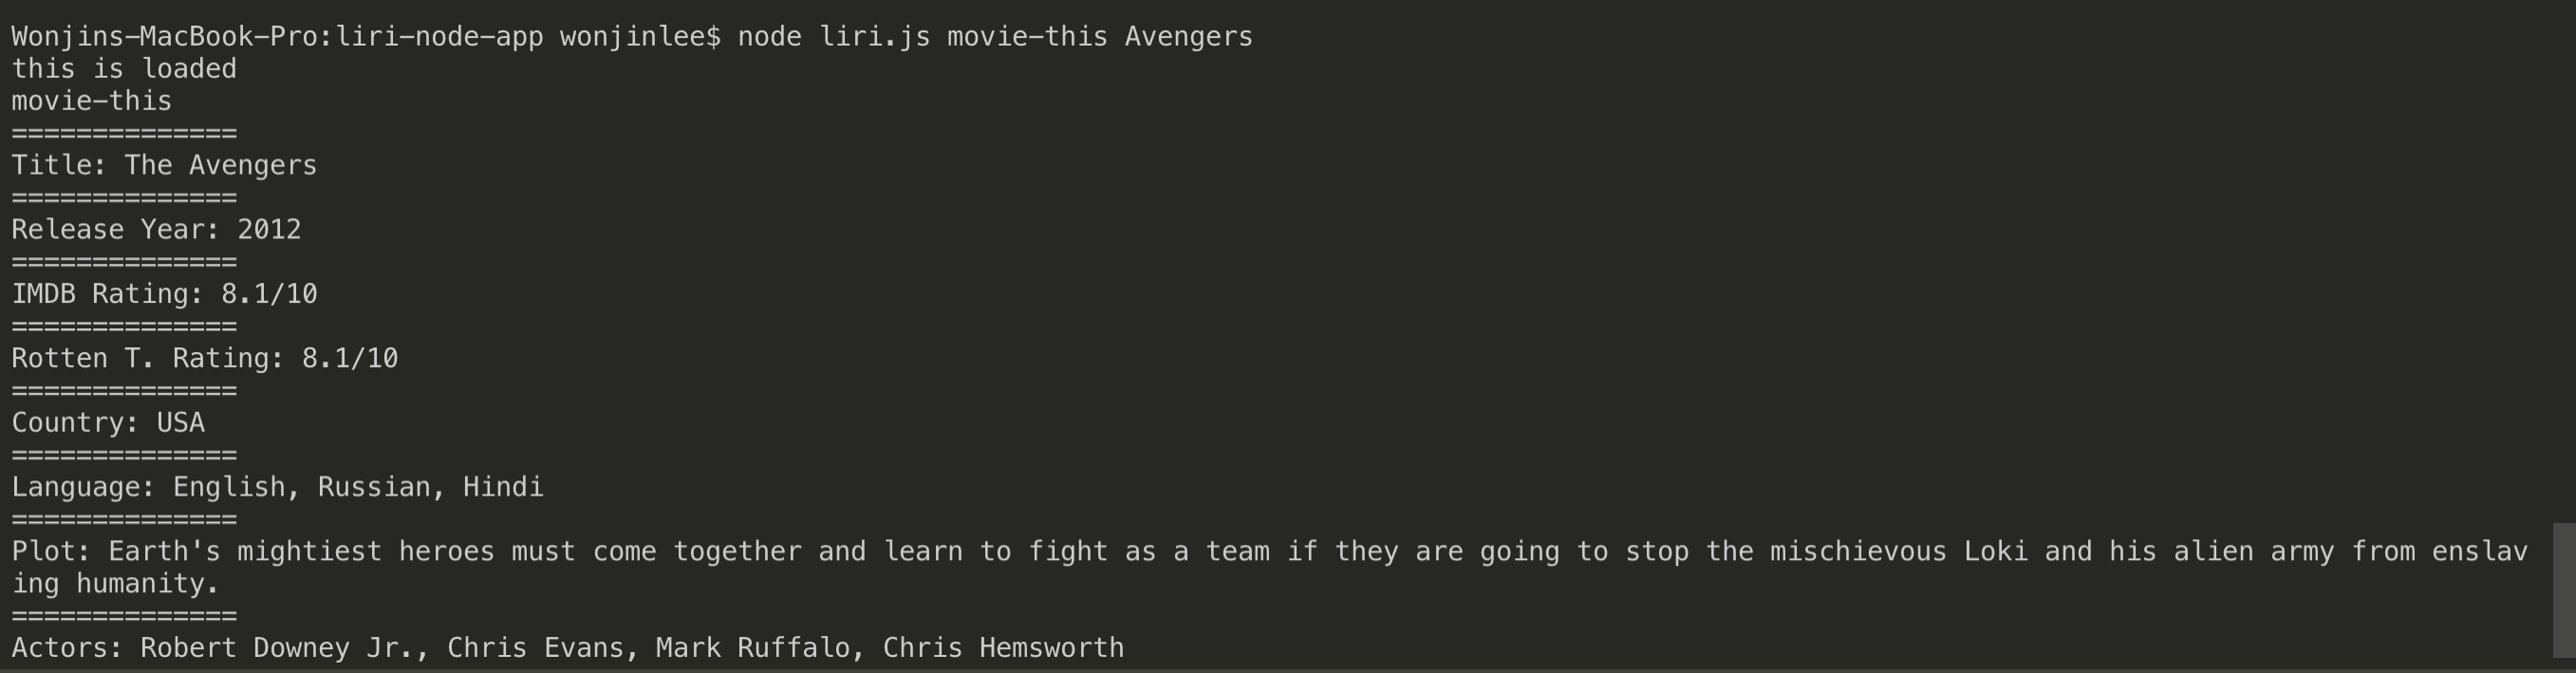 Wonjins-MacBook-Pro:liri-node-app wonjinlee$ node liri.js movie-this Avengers
this is loaded
movie-this
==============
Title: The Avengers
==============
Release Year: 2012
==============
IMDB Rating: 8.1/10
==============
Rotten T. Rating: 8.1/10
==============
Country: USA
==============
Language: English, Russian, Hindi
==============
Plot: Earth's mightiest heroes must come together and learn to fight as a team if they are going to stop the mischievous Loki and his alien army from enslav
ing humanity.
==============
Actors: Robert Downey Jr., Chris Evans, Mark Ruffalo, Chris Hemsworth